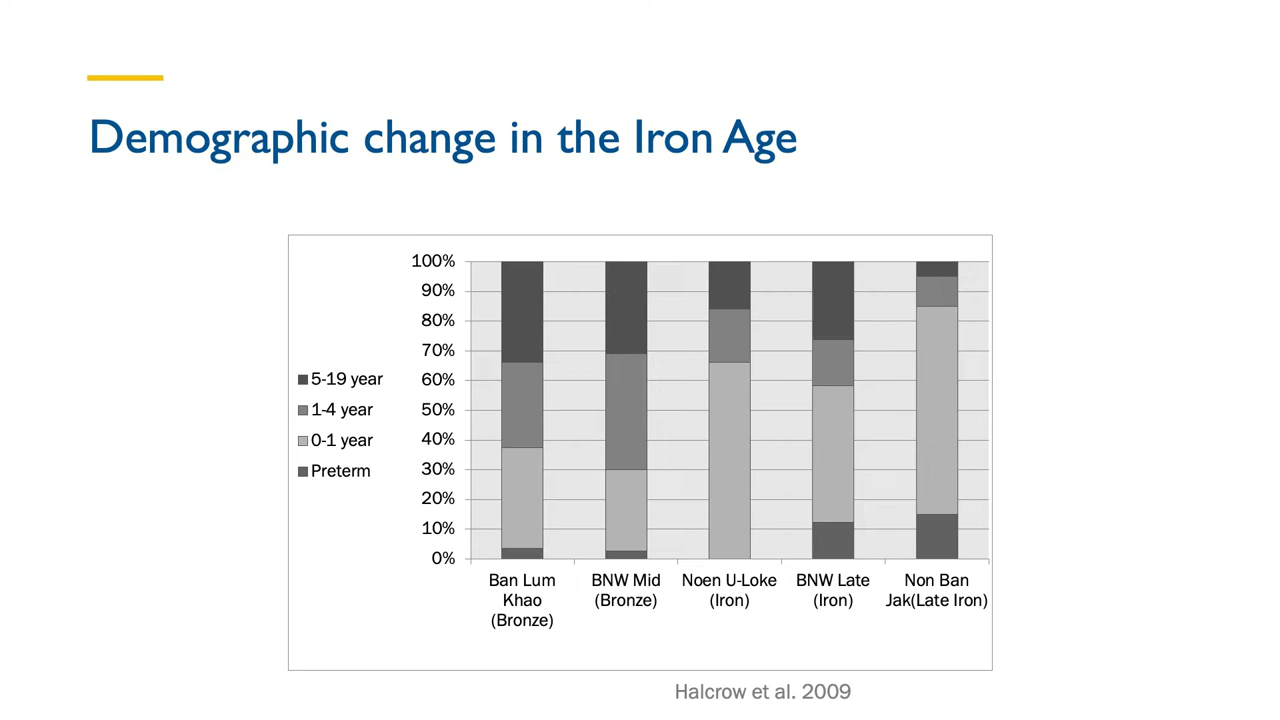 Demographic change in the Iron Age
100%
90%
80%
70%
60%
50%
40%
30%
20%
10%
0%
5-19 year
1-4 year
0-1 year
Preterm
Ban Lum
Khao
(Bronze)
BNW Mid
(Bronze)
Noen U-Loke
(Iron)
BNW Late
(Iron)
Non Ban
Jak(Late Iron)
Halcrow et al. 2009